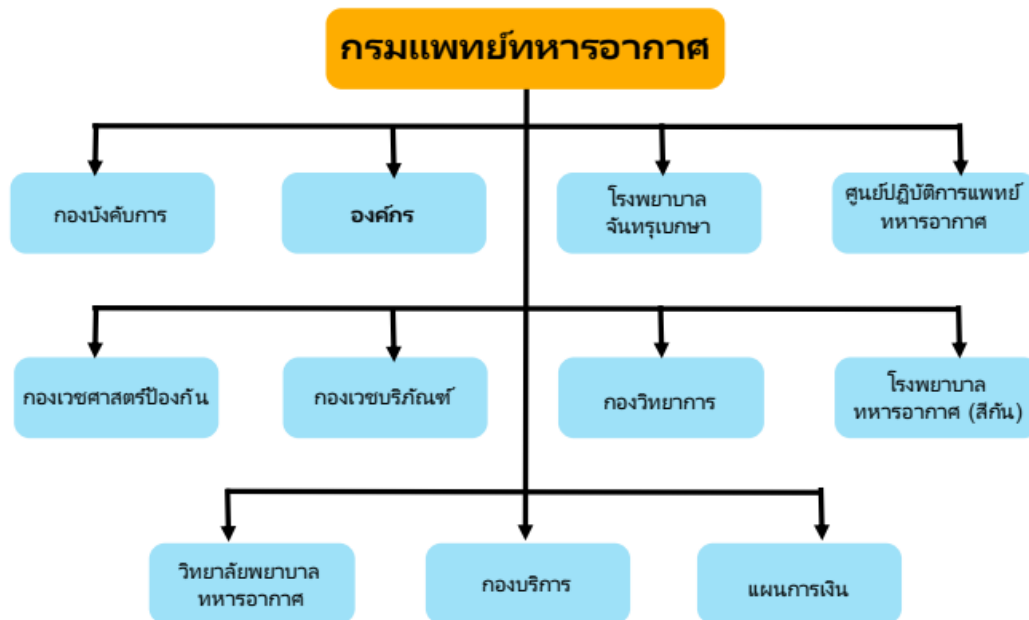 กรมแพทย์ทหารอากาศ
กองบังคับการ
องค์กร
โรงพยาบาล
จันทรุเบกษา
ศูนย์ปฏิบัติการแพทย์
ทหารอากาศ
กองเวชศาสตร์ป้องกัน
กองเวชบริภัณฑ์
กองวิทยาการ
โรงพยาบาล
ทหารอากาศ (สีกัน)
วิทยาลัยพยาบาล
ทหารอากาศ
กองบริการ
แผนการเงิน